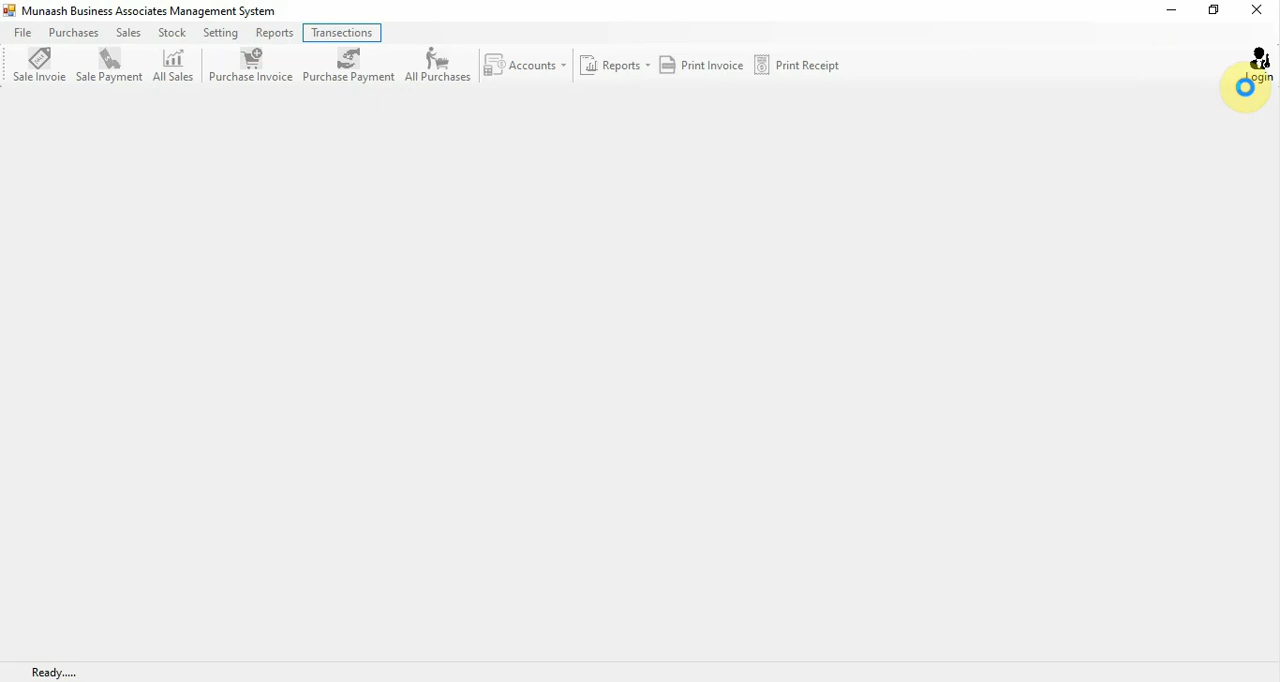 Munaash Business Associates Management System
File Purchases Sales Stock Setting Reports Transections
Sale Invoie Sale Payment All Sales Purchase Invoice Purchase Payment All Purchases Accounts Reports Print Invoice Print Receipt Login
Ready.....